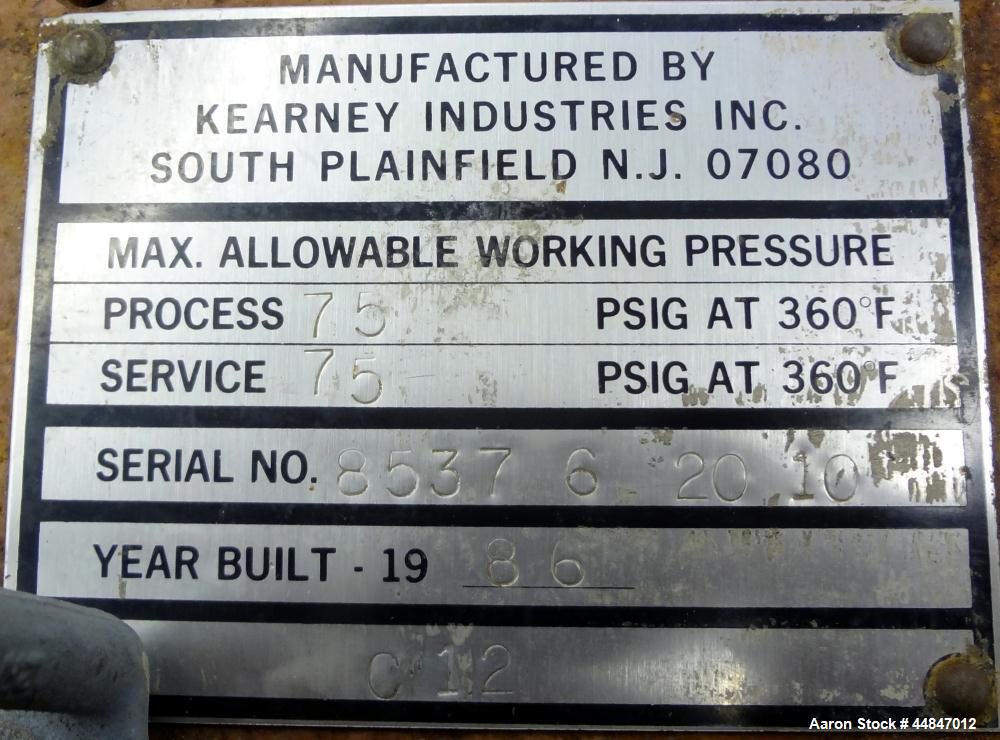 MANUFACTURED BY
KEARNEY INDUSTRIES INC.
SOUTH PLAINFIELD N.J. 07080
MAX. ALLOWABLE WORKING PRESSURE
PROCESS 75 PSIG AT 360°F
SERVICE 75 PSIG AT 360°F
SERIAL NO. 8537 6 20 10
YEAR BUILT - 19 86
C 12
Aaron Stock # 44847012